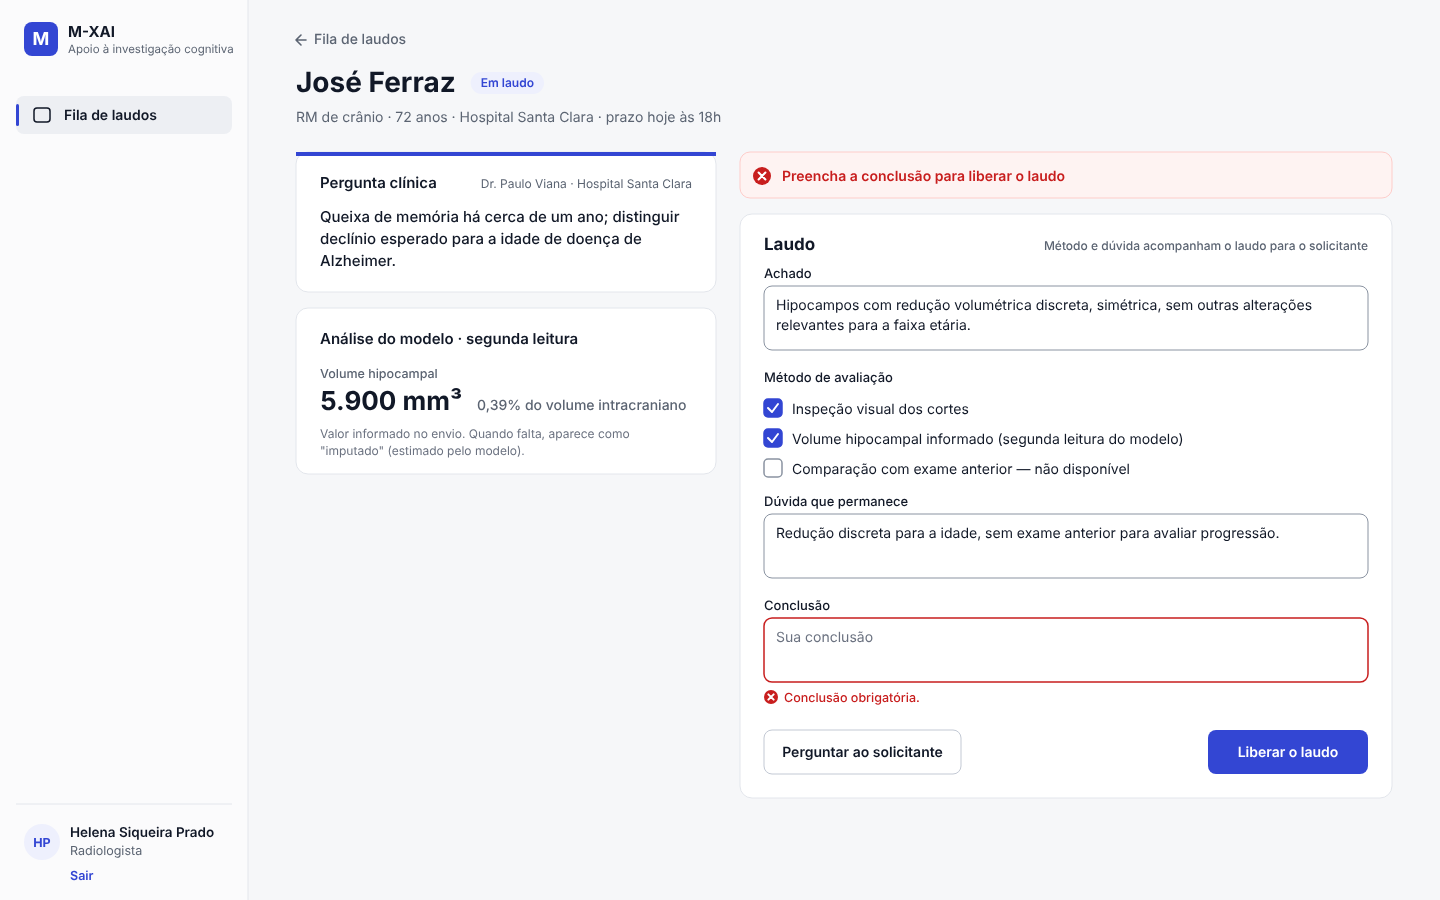 M
M-XAI
Apoio à investigação cognitiva
Fila de laudos
Fila de laudos
José Ferraz
Em laudo
RM de crânio · 72 anos · Hospital Santa Clara · prazo hoje às 18h
Pergunta clínica
Dr. Paulo Viana · Hospital Santa Clara
Queixa de memória há cerca de um ano; distinguir
declínio esperado para a idade de doença de
Alzheimer.
Análise do modelo · segunda leitura
Volume hipocampal
5.900 mm³
0,39% do volume intracraniano
Valor informado no envio. Quando falta, aparece como
"imputado" (estimado pelo modelo).
Preencha a conclusão para liberar o laudo
Laudo
Método e dúvida acompanham o laudo para o solicitante
Achado
Hipocampos com redução volumétrica discreta, simétrica, sem outras alterações
relevantes para a faixa etária.
Método de avaliação
Inspeção visual dos cortes
Volume hipocampal informado (segunda leitura do modelo)
Comparação com exame anterior — não disponível
Dúvida que permanece
Redução discreta para a idade, sem exame anterior para avaliar progressão.
Conclusão
Sua conclusão
Conclusão obrigatória.
Perguntar ao solicitante
Liberar o laudo
HP
Helena Siqueira Prado
Radiologista
Sair